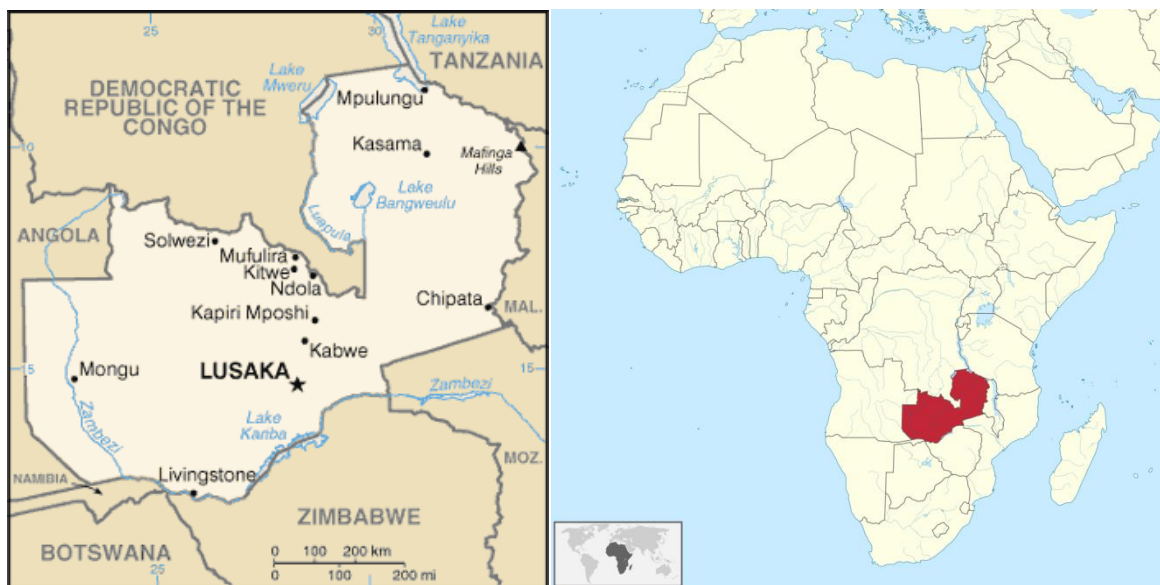 25
30
Lake
Tanganyika
TANZANIA
Lake
Mweru
DEMOCRATIC
REPUBLIC OF THE
CONGO
Mpulungu
10
Kasama
Mafinga
Hills
Lake
Bangweulu
Luapula
ANGOLA
Solwezi
Mufulira
Kitwe
Ndola
Chipata
MAL.
Kapiri Mposhi
Kabwe
15
Mongu
LUSAKA
15
Zambezi
Zambezi
Lake
Kariba
MOZ.
Livingstone
NAMIBIA
ZIMBABWE
BOTSWANA
0 100 200 km
0 100 200 mi
25